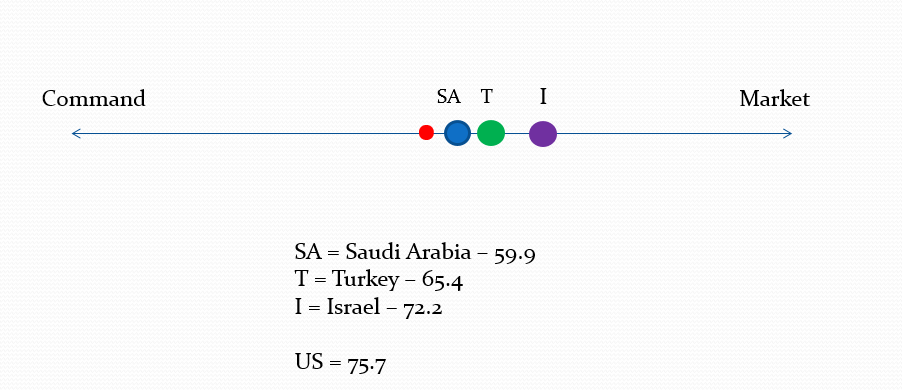 SA T I
Command Market
SA = Saudi Arabia – 59.9
T = Turkey – 65.4
I = Israel – 72.2
US = 75.7